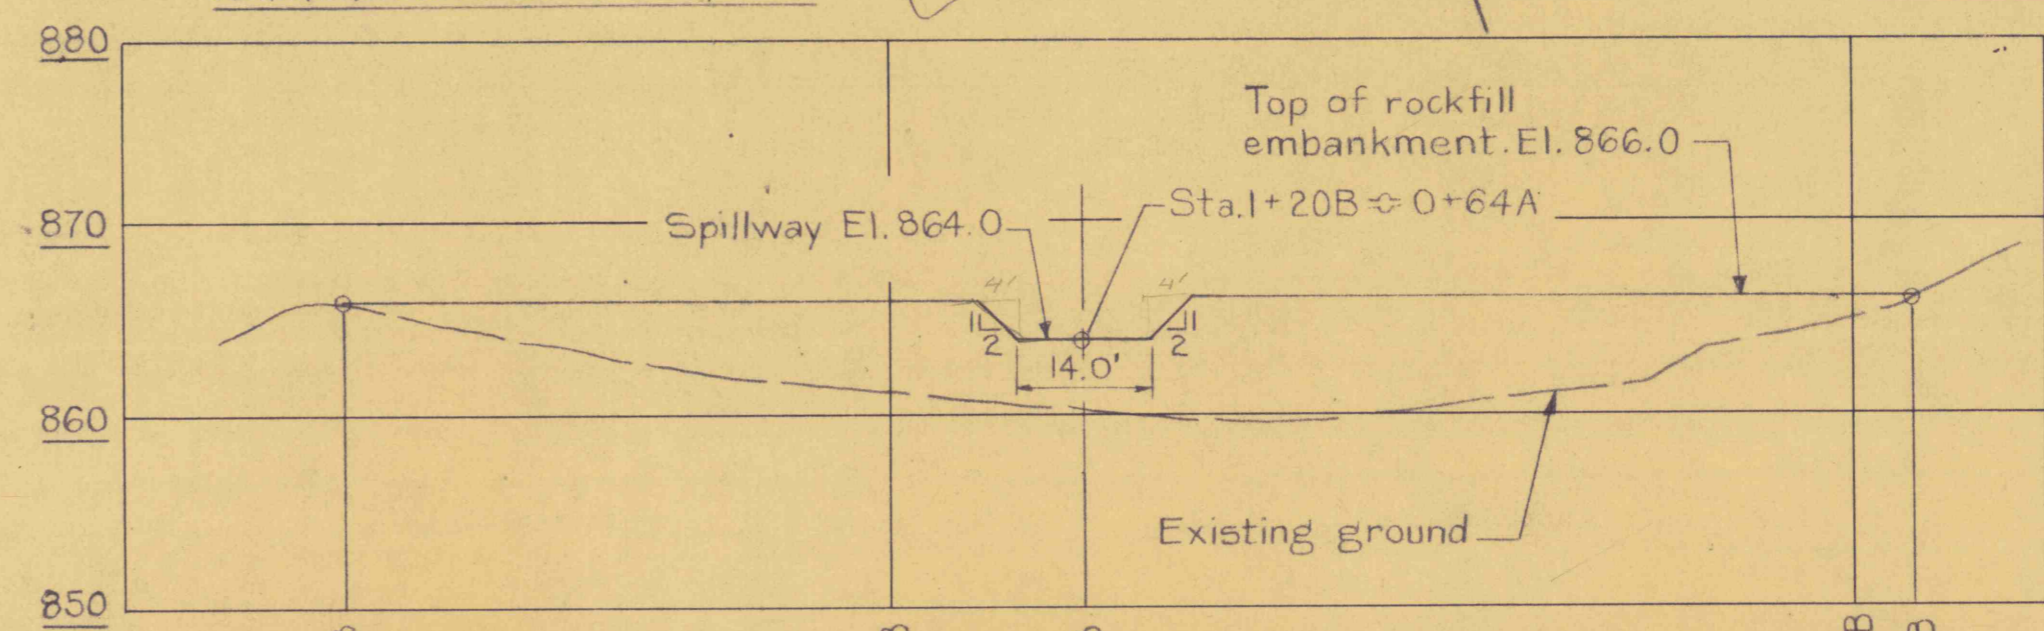 880
Top of rockfill
embankment. El. 866.0
870
Spillway El. 864.0
Sta. 1+20B ≎ 0+64A
4'
4'
1
2
1
2
14.0'
860
Existing ground
850